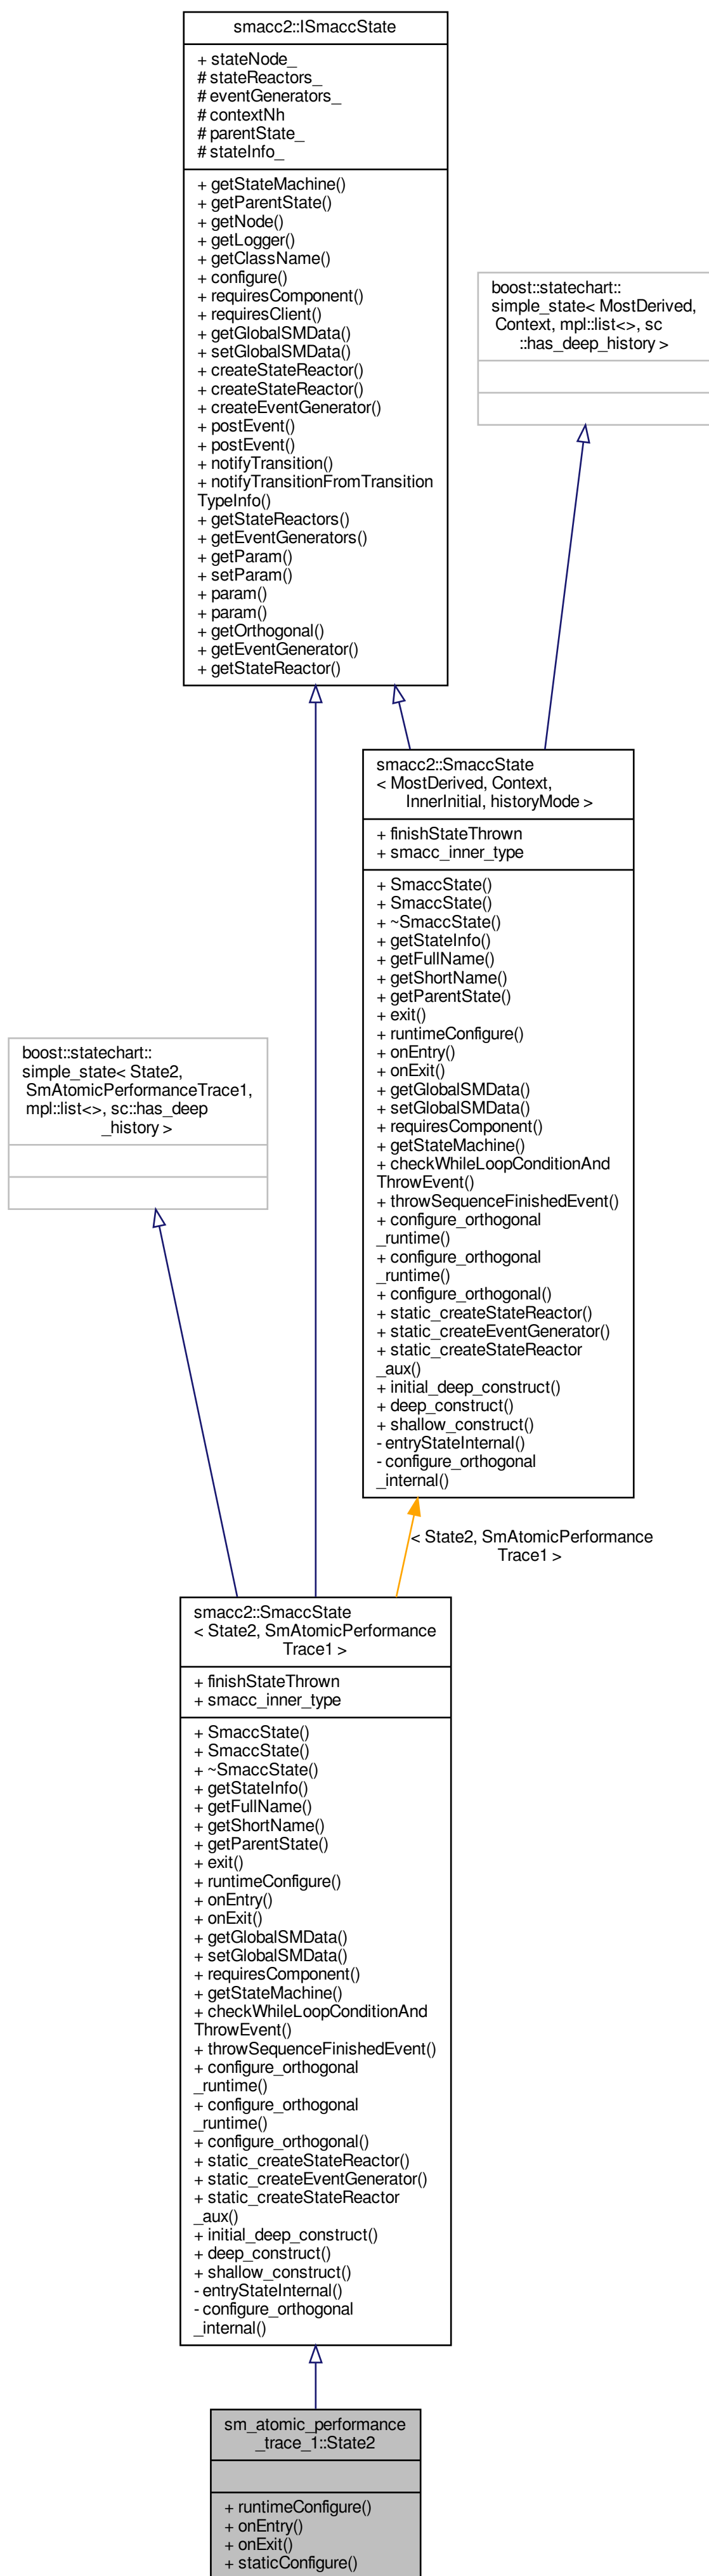 smacc2::ISmaccState
+ stateNode_
# stateReactors_
# eventGenerators_
# contextNh
# parentState_
# stateInfo_
+ getStateMachine()
+ getParentState()
+ getNode()
+ getLogger()
+ getClassName()
+ configure()
+ requiresComponent()
+ requiresClient()
+ getGlobalSMData()
+ setGlobalSMData()
+ createStateReactor()
+ createStateReactor()
+ createEventGenerator()
+ postEvent()
+ postEvent()
+ notifyTransition()
+ notifyTransitionFromTransition
TypeInfo()
+ getStateReactors()
+ getEventGenerators()
+ getParam()
+ setParam()
+ param()
+ param()
+ getOrthogonal()
+ getEventGenerator()
+ getStateReactor()
boost::statechart::
simple_state< MostDerived,
Context, mpl::list<>, sc
::has_deep_history >
smacc2::SmaccState
< MostDerived, Context,
InnerInitial, historyMode >
+ finishStateThrown
+ smacc_inner_type
+ SmaccState()
+ SmaccState()
+ ~SmaccState()
+ getStateInfo()
+ getFullName()
+ getShortName()
+ getParentState()
+ exit()
+ runtimeConfigure()
+ onEntry()
+ onExit()
+ getGlobalSMData()
+ setGlobalSMData()
+ requiresComponent()
+ getStateMachine()
+ checkWhileLoopConditionAnd
ThrowEvent()
+ throwSequenceFinishedEvent()
+ configure_orthogonal
_runtime()
+ configure_orthogonal
_runtime()
+ configure_orthogonal()
+ static_createStateReactor()
+ static_createEventGenerator()
+ static_createStateReactor
_aux()
+ initial_deep_construct()
+ deep_construct()
+ shallow_construct()
- entryStateInternal()
- configure_orthogonal
_internal()
boost::statechart::
simple_state< State2,
SmAtomicPerformanceTrace1,
mpl::list<>, sc::has_deep
_history >
< State2, SmAtomicPerformance
Trace1 >
smacc2::SmaccState
< State2, SmAtomicPerformance
Trace1 >
+ finishStateThrown
+ smacc_inner_type
+ SmaccState()
+ SmaccState()
+ ~SmaccState()
+ getStateInfo()
+ getFullName()
+ getShortName()
+ getParentState()
+ exit()
+ runtimeConfigure()
+ onEntry()
+ onExit()
+ getGlobalSMData()
+ setGlobalSMData()
+ requiresComponent()
+ getStateMachine()
+ checkWhileLoopConditionAnd
ThrowEvent()
+ throwSequenceFinishedEvent()
+ configure_orthogonal
_runtime()
+ configure_orthogonal
_runtime()
+ configure_orthogonal()
+ static_createStateReactor()
+ static_createEventGenerator()
+ static_createStateReactor
_aux()
+ initial_deep_construct()
+ deep_construct()
+ shallow_construct()
- entryStateInternal()
- configure_orthogonal
_internal()
sm_atomic_performance
_trace_1::State2
+ runtimeConfigure()
+ onEntry()
+ onExit()
+ staticConfigure()